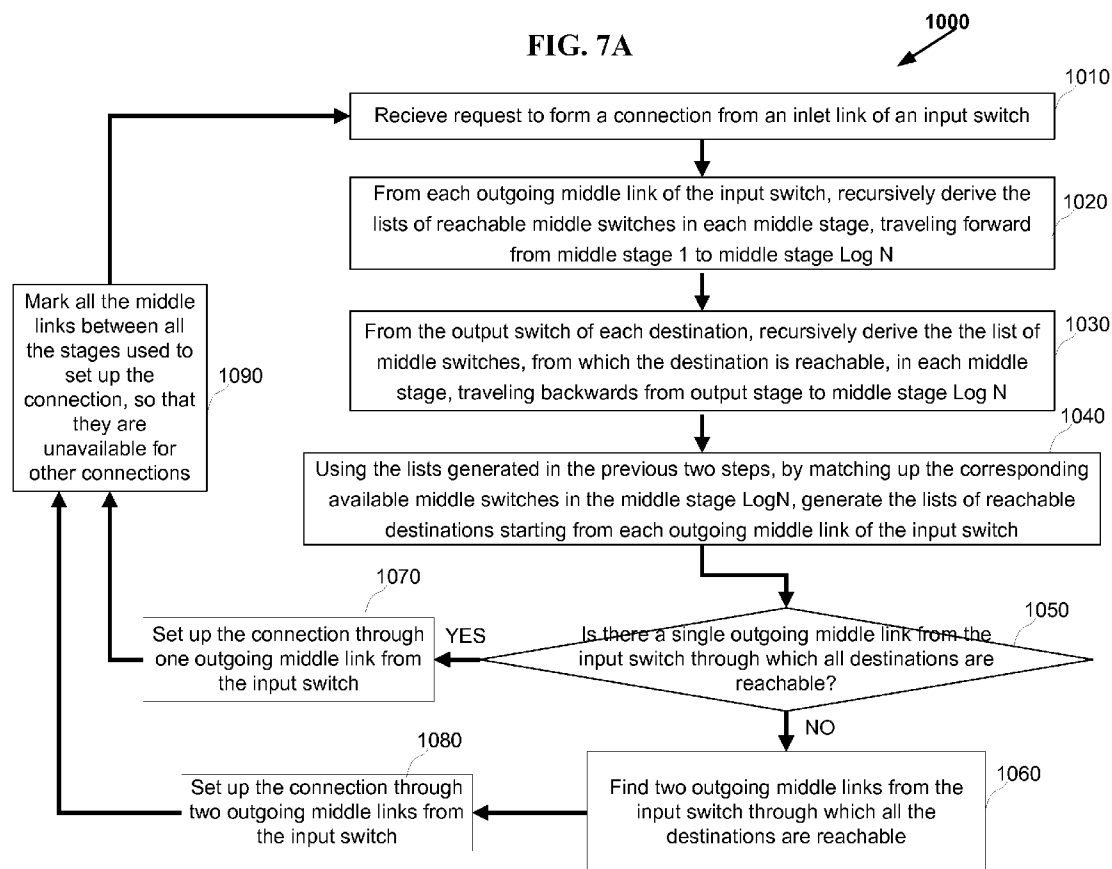 1000
FIG. 7A
1010
Recieve request to form a connection from an inlet link of an input switch
From each outgoing middle link of the input switch, recursively derive the
lists of reachable middle switches in each middle stage, traveling forward
from middle stage 1 to middle stage Log N
1020
From the output switch of each destination, recursively derive the the list of
middle switches, from which the destination is reachable, in each middle
stage, traveling backwards from output stage to middle stage Log N
1030
1040
Using the lists generated in the previous two steps, by matching up the corresponding
available middle switches in the middle stage LogN, generate the lists of reachable
destinations starting from each outgoing middle link of the input switch
Mark all the middle
links between all
the stages used to
set up the
connection, so that
they are
unavailable for
other connections
1090
1050
Is there a single outgoing middle link from the
input switch through which all destinations are
reachable?
YES
1070
Set up the connection through
one outgoing middle link from
the input switch
NO
1060
Find two outgoing middle links from the
input switch through which all the
destinations are reachable
1080
Set up the connection through
two outgoing middle links from
the input switch